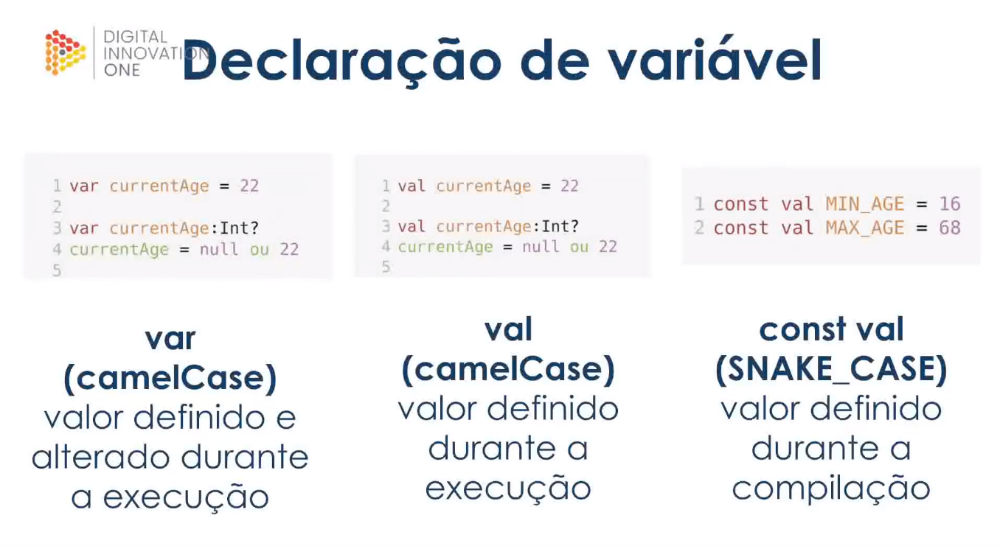 DIGITAL
INNOVATION
ONE
Declaração de variável
1 var currentAge = 22
2
3 var currentAge:Int?
4 currentAge = null ou 22
5
1 val currentAge = 22
2
3 val currentAge:Int?
4 currentAge = null ou 22
5
1 const val MIN_AGE = 16
2 const val MAX_AGE = 68
var
(camelCase)
valor definido e
alterado durante
a execução
val
(camelCase)
valor definido
durante a
execução
const val
(SNAKE_CASE)
valor definido
durante a
compilação